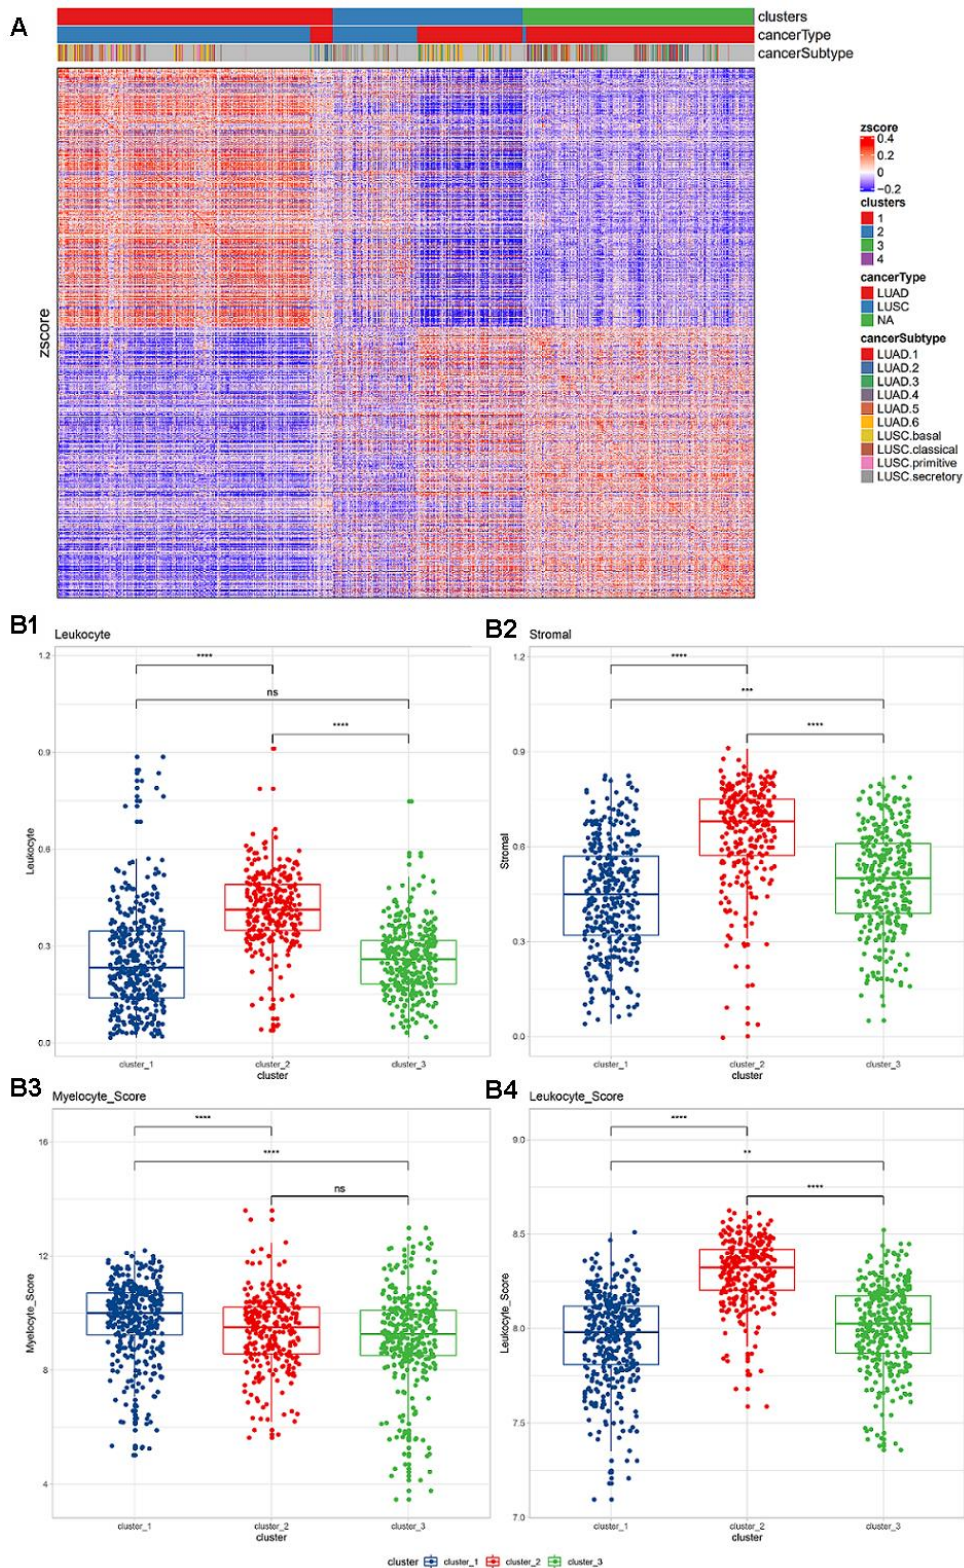 A
clusters
cancerType
cancerSubtype
zscore
zscore
0.4
0.2
0
−0.2
clusters
1
2
3
4
cancerType
LUAD
LUSC
NA
cancerSubtype
LUAD.1
LUAD.2
LUAD.3
LUAD.4
LUAD.5
LUAD.6
LUSC.basal
LUSC.classical
LUSC.primitive
LUSC.secretory
B1
Leukocyte
1.2
0.9
0.6
0.3
0.0
Leukocyte
****
ns
****
cluster_1
cluster_2
cluster_3
cluster
B2
Stromal
1.2
0.9
0.6
0.3
0.0
Stromal
****
***
****
cluster_1
cluster_2
cluster_3
cluster
B3
Myelocyte_Score
16
12
8
4
Myelocyte_Score
****
****
ns
cluster_1
cluster_2
cluster_3
cluster
B4
Leukocyte_Score
9.0
8.5
8.0
7.5
7.0
Leukocyte_Score
****
**
****
cluster_1
cluster_2
cluster_3
cluster
cluster cluster_1 cluster_2 cluster_3